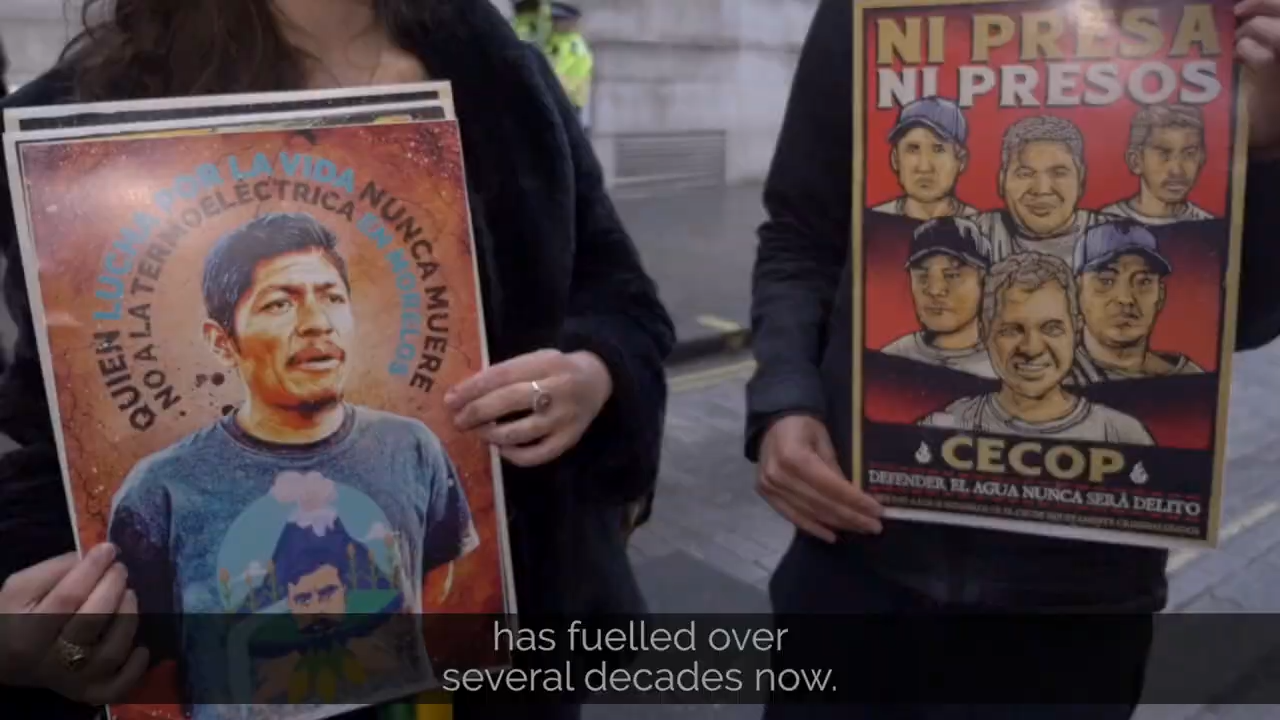 QUIEN LUCHA POR LA VIDA NUNCA MUERE
NO A LA TERMOELÉCTRICA EN MORELOS
NI PRESA
NI PRESOS
CECOP
DEFENDER EL AGUA NUNCA SERÁ DELITO
has fuelled over
several decades now.